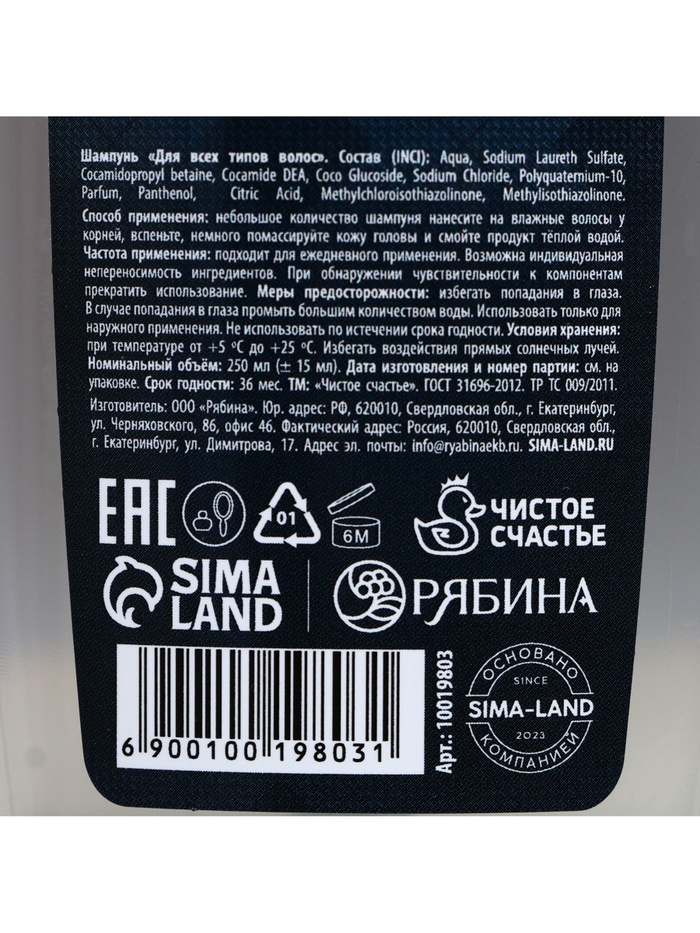 Шампунь «Для всех типов волос». Состав (INCI): Aqua, Sodium Laureth Sulfate,
Cocamidopropyl betaine, Cocamide DEA, Coco Glucoside, Sodium Chloride, Polyquaternium-10,
Parfum, Panthenol, Citric Acid, Methylchloroisothiazolinone, Methylisothiazolinone.
Способ применения: небольшое количество шампуня нанесите на влажные волосы у
корней, вспеньте, немного помассируйте кожу головы и смойте продукт тёплой водой.
Частота применения: подходит для ежедневного применения. Возможна индивидуальная
непереносимость ингредиентов. При обнаружении чувствительности к компонентам
прекратить использование. Меры предосторожности: избегать попадания в глаза.
В случае попадания в глаза промыть большим количеством воды. Использовать только для
наружного применения. Не использовать по истечении срока годности. Условия хранения:
при температуре от +5 °C до +25 °C. Избегать воздействия прямых солнечных лучей.
Номинальный объём: 250 мл (± 15 мл). Дата изготовления и номер партии: см. на
упаковке. Срок годности: 36 мес. ТМ: «Чистое счастье». ГОСТ 31696-2012. ТР ТС 009/2011.
Изготовитель: ООО «Рябина». Юр. адрес: РФ, 620010, Свердловская обл., г. Екатеринбург,
ул. Черняховского, 86, офис 46. Фактический адрес: Россия, 620010, Свердловская обл.,
г. Екатеринбург, ул. Димитрова, 17. Адрес эл. почты: info@ryabinaekb.ru. SIMA-LAND.RU
EAC
01
6M
ЧИСТОЕ
СЧАСТЬЕ
SIMA
LAND
РЯБИНА
6 900100 198031
Арт.: 10019803
ОСНОВАНО
SINCE
SIMA-LAND
2023
КОМПАНИЕЙ